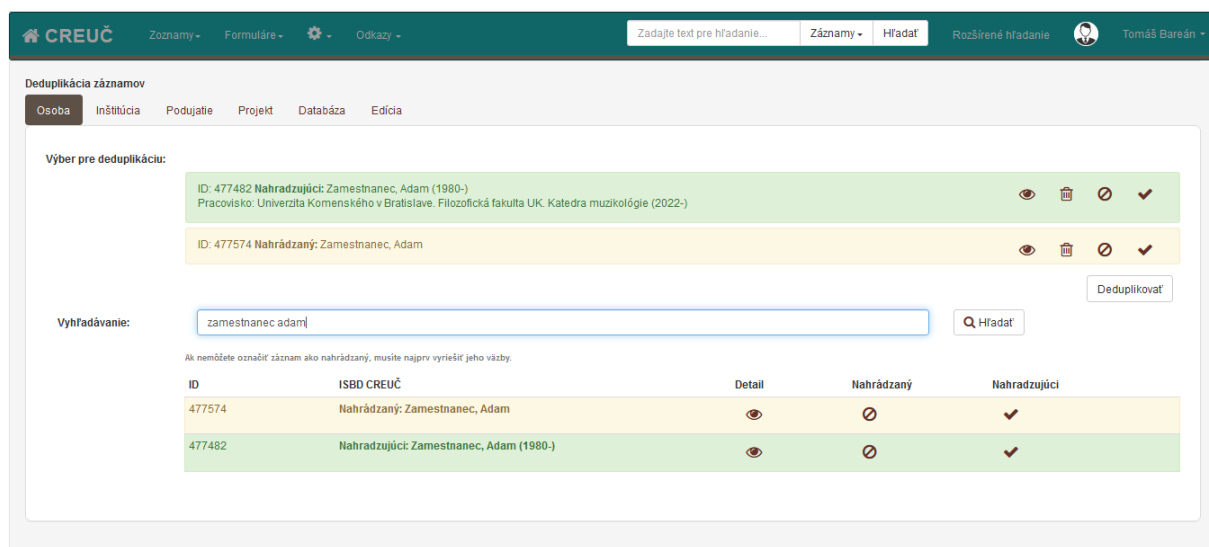 CREUČ Zoznamy Formuláre Odkazy Zadajte text pre hľadanie... Záznamy Hľadať Rozšírené hľadanie Tomáš Bareán
Deduplikácia záznamov
Osoba Inštitúcia Podujatie Projekt Databáza Edícia
Výber pre deduplikáciu:
ID: 477482 Nahradzujúci: Zamestnanec, Adam (1980-)
Pracovisko: Univerzita Komenského v Bratislave. Filozofická fakulta UK. Katedra muzikológie (2022-)
ID: 477574 Nahrádzaný: Zamestnanec, Adam
Deduplikovať
Vyhľadávanie: zamestnanec adam Hľadať
Ak nemôžete označiť záznam ako nahrádzaný, musíte najprv vyriešiť jeho väzby.
ID ISBD CREUČ Detail Nahrádzaný Nahradzujúci
477574 Nahrádzaný: Zamestnanec, Adam
477482 Nahradzujúci: Zamestnanec, Adam (1980-)